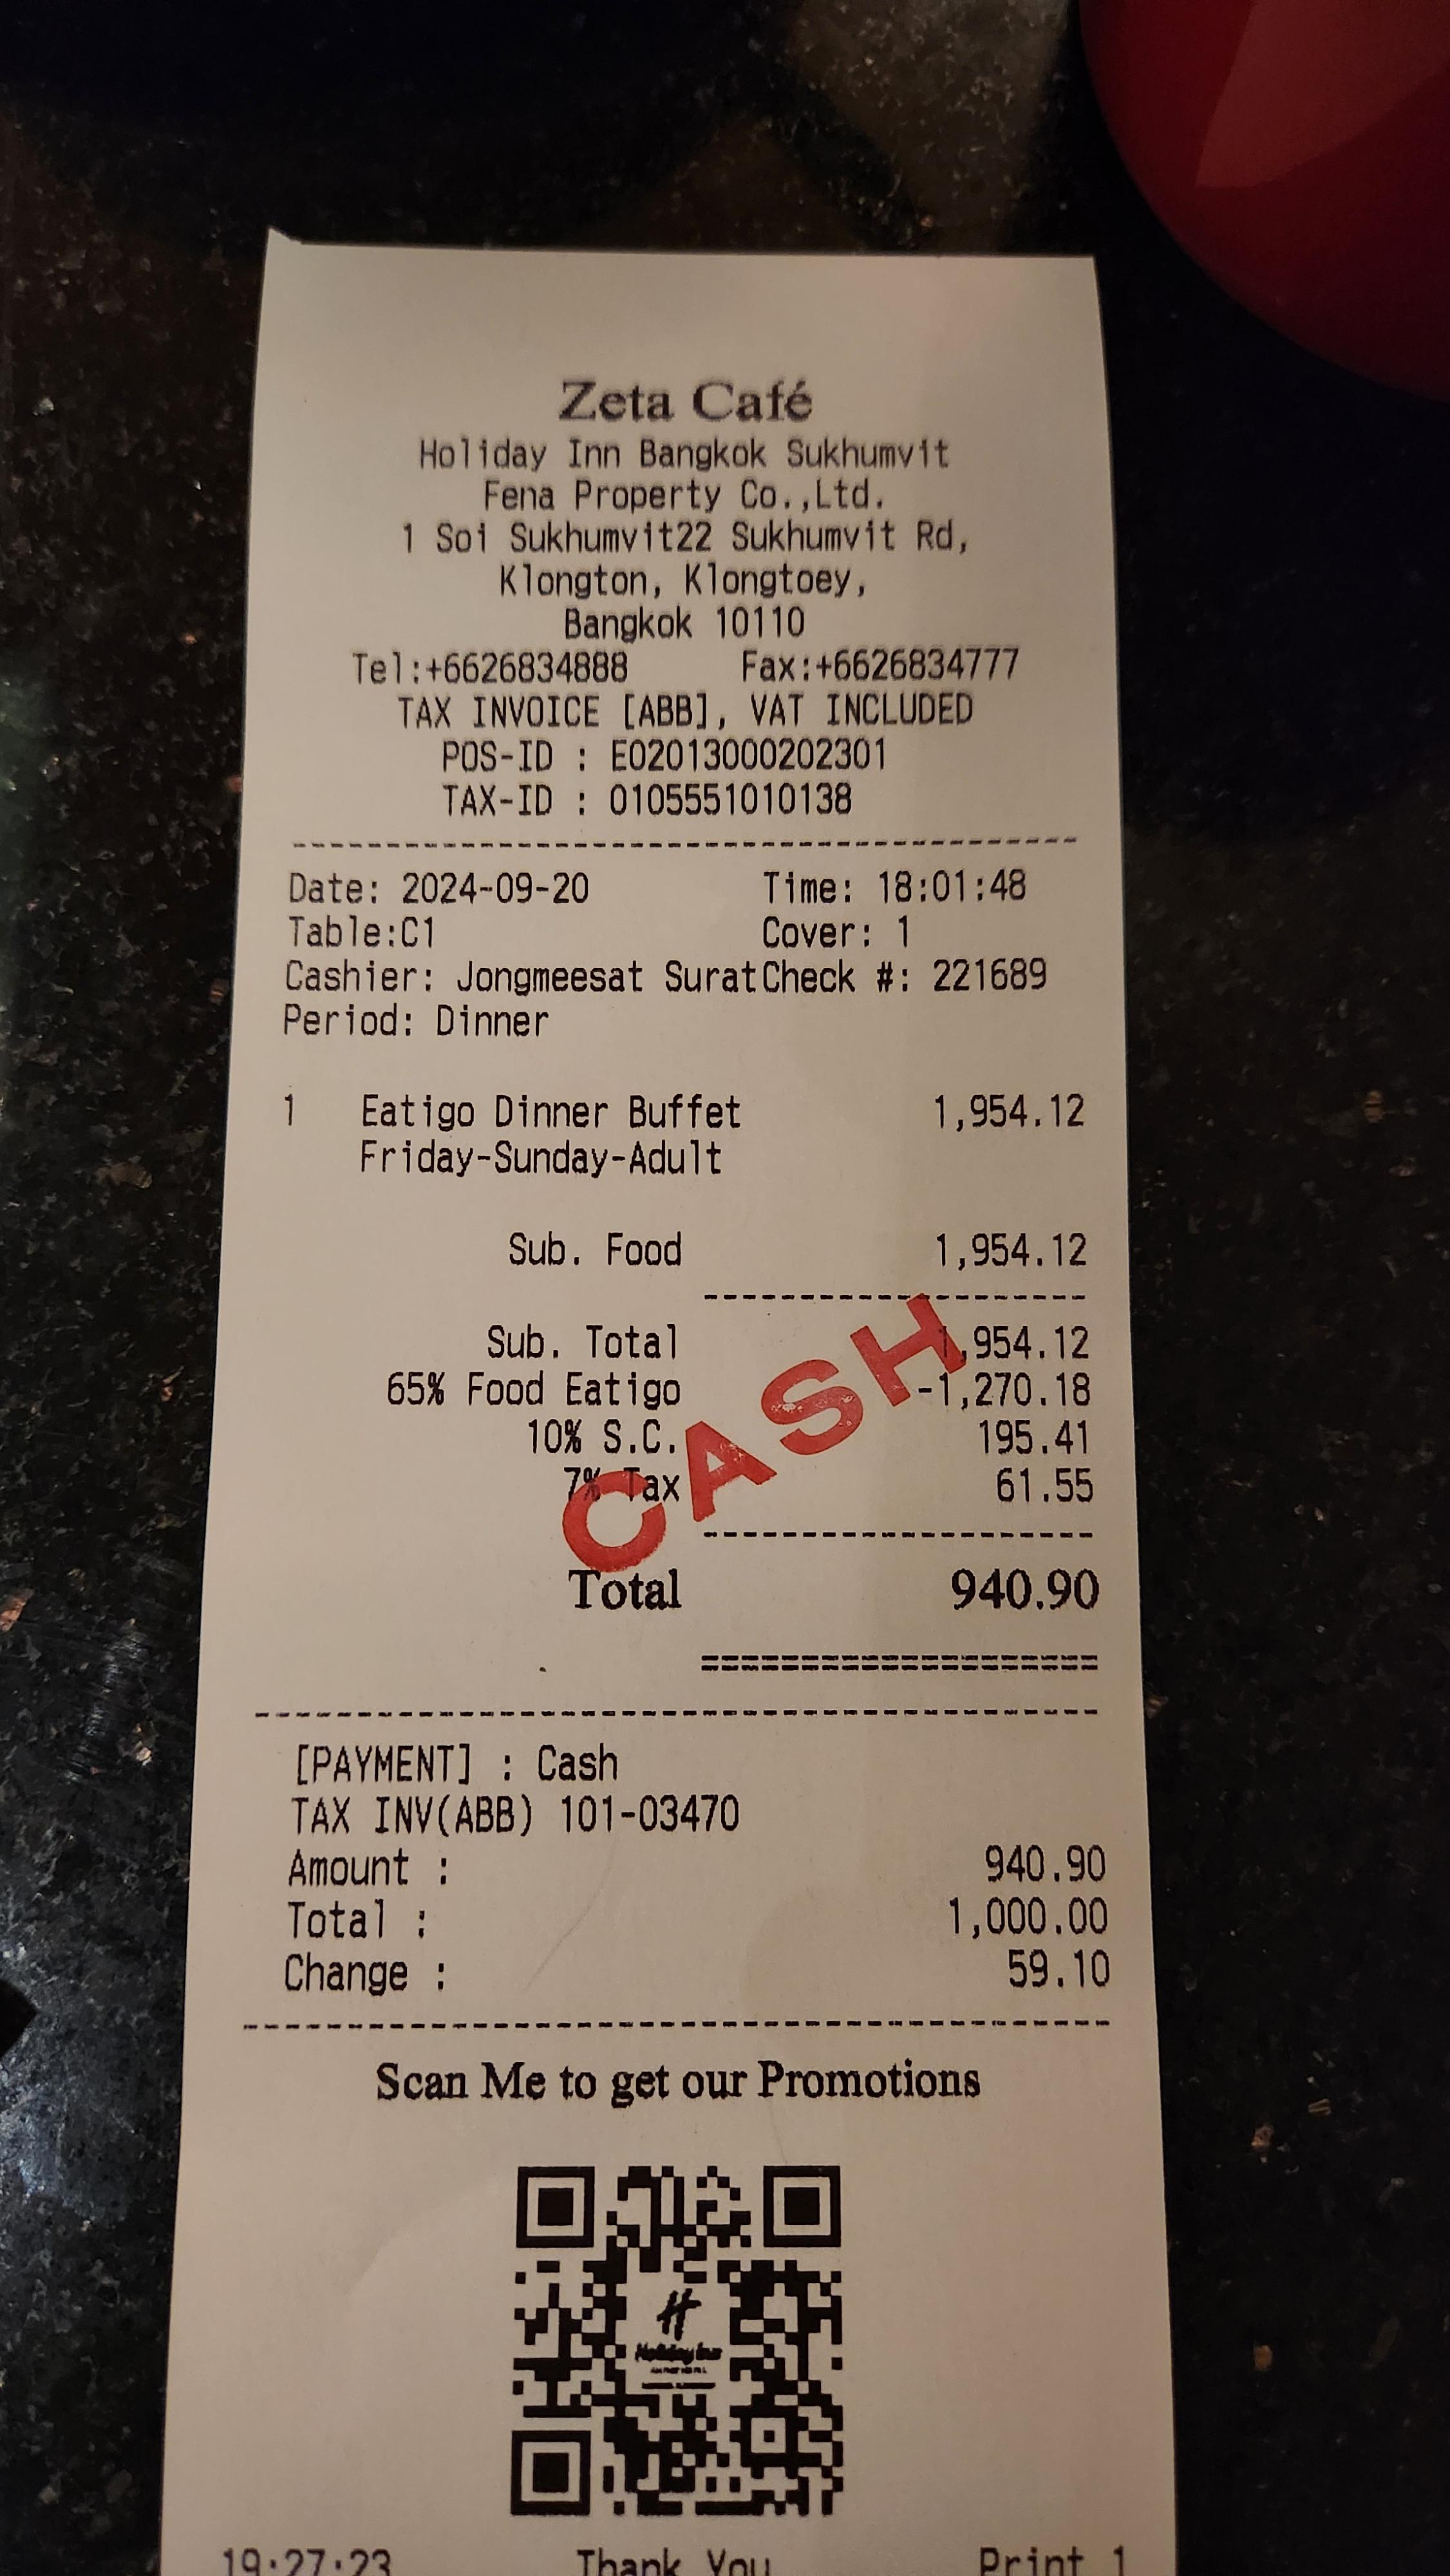 Zeta Café
Holiday Inn Bangkok Sukhumvit
Fena Property Co.,Ltd.
1 Soi Sukhumvit22 Sukhumvit Rd,
Klongton, Klongtoey,
Bangkok 10110
Tel:+6626834888 Fax:+6626834777
TAX INVOICE [ABB], VAT INCLUDED
POS-ID : E02013000202301
TAX-ID : 0105551010138
Date: 2024-09-20 Time: 18:01:48
Table:C1 Cover: 1
Cashier: Jongmeesat Surat Check #: 221689
Period: Dinner
1 Eatigo Dinner Buffet 1,954.12
Friday-Sunday-Adult
Sub. Food 1,954.12
Sub. Total 1,954.12
65% Food Eatigo -1,270.18
10% S.C. 195.41
7% Tax 61.55
CASH
Total 940.90
[PAYMENT] : Cash
TAX INV(ABB) 101-03470
Amount : 940.90
Total : 1,000.00
Change : 59.10
Scan Me to get our Promotions
H
Holiday Inn
19:27:23 Thank You Print 1